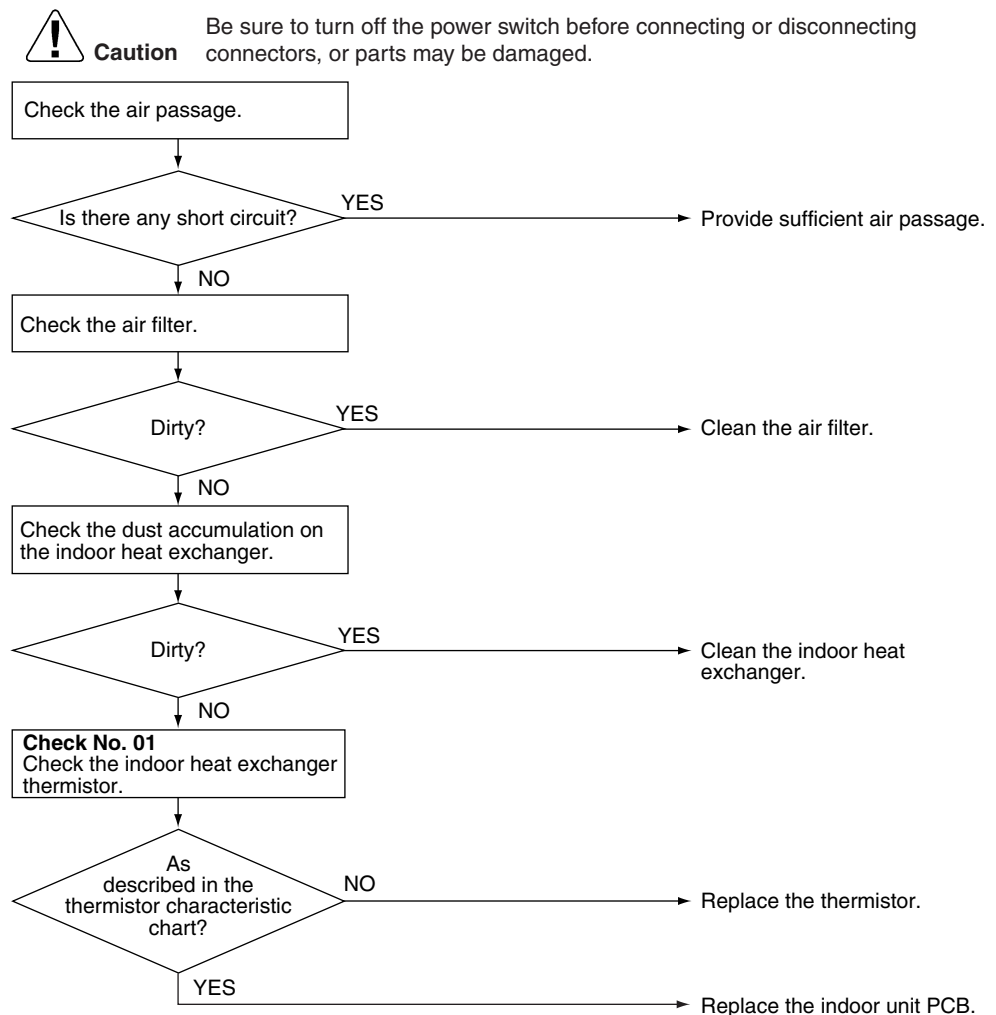 Be sure to turn off the power switch before connecting or disconnecting
Caution connectors, or parts may be damaged.
Check the air passage.
Is there any short circuit?
YES
Provide sufficient air passage.
NO
Check the air filter.
Dirty?
YES
Clean the air filter.
NO
Check the dust accumulation on
the indoor heat exchanger.
Dirty?
YES
Clean the indoor heat
exchanger.
NO
Check No. 01
Check the indoor heat exchanger
thermistor.
As
described in the
thermistor characteristic
chart?
NO
Replace the thermistor.
YES
Replace the indoor unit PCB.